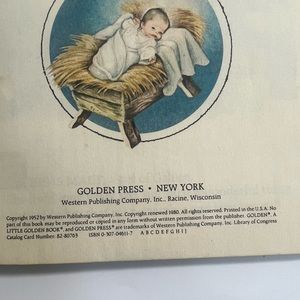 GOLDEN PRESS • NEW YORK
Western Publishing Company, Inc., Racine, Wisconsin
Copyright 1952 by Western Publishing Company, Inc. Copyright renewed 1980. All rights reserved. Printed in the U.S.A. No
part of this book may be reproduced or copied in any form without written permission from the publisher. GOLDEN®, A
LITTLE GOLDEN BOOK®, and GOLDEN PRESS® are trademarks of Western Publishing Company, Inc. Library of Congress
Catalog Card Number: 82-80763 ISBN 0-307-04611-7 A B C D E F G H I J